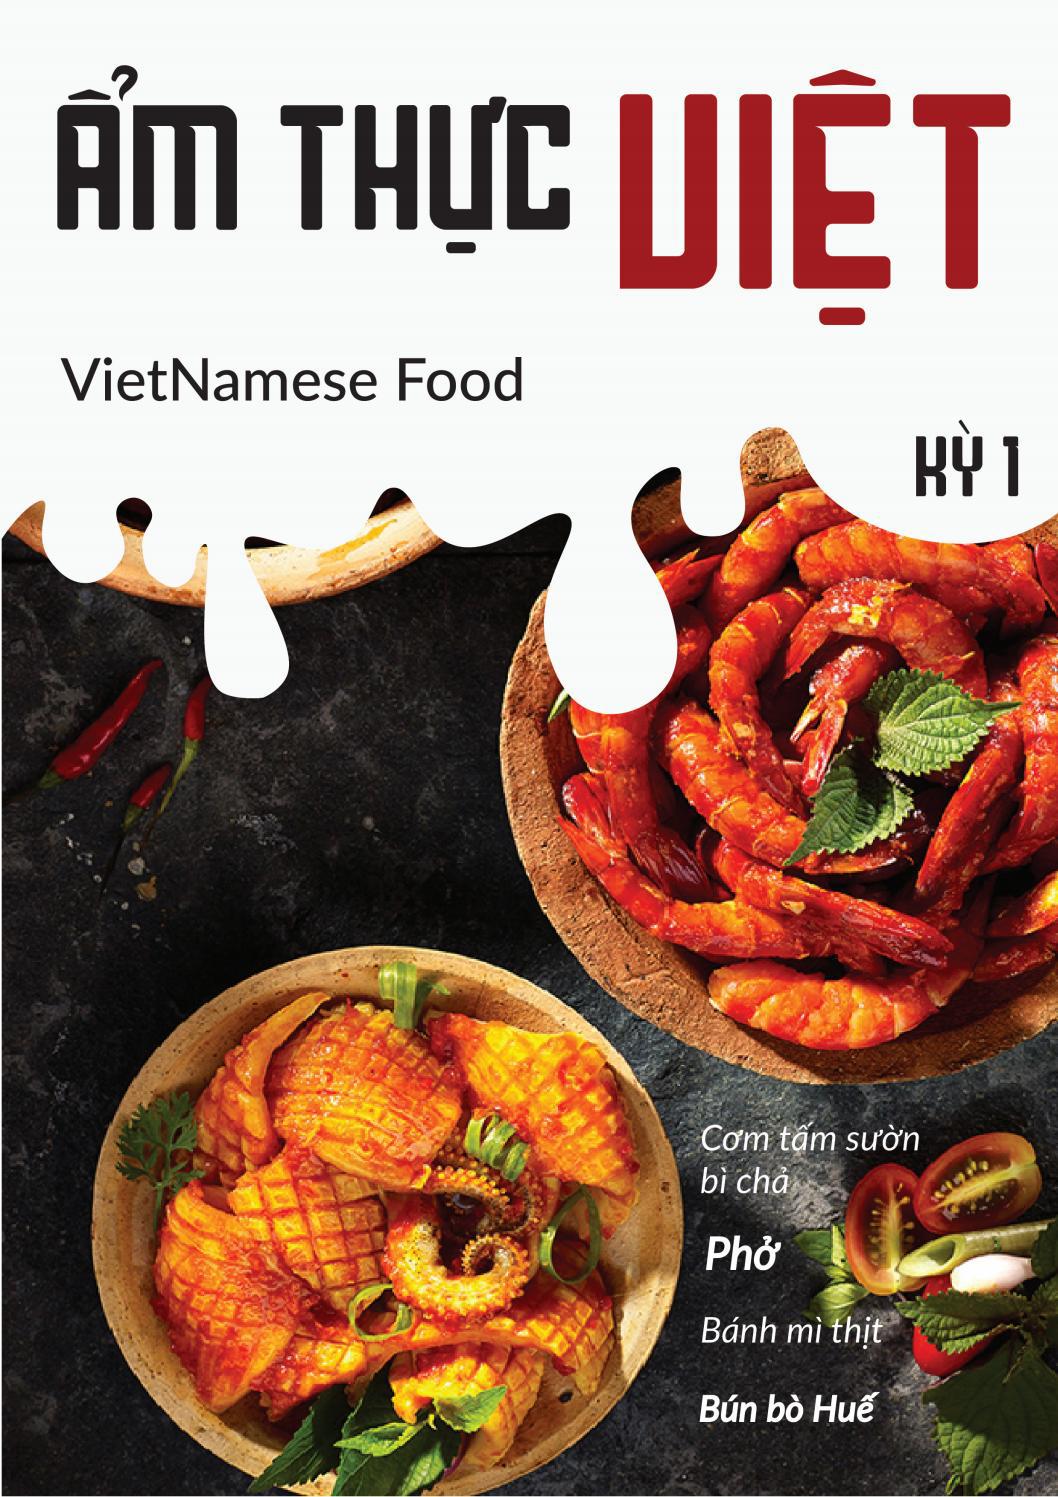 ẨM THỰC VIỆT
VietNamese Food
KỲ 1
Cơm tấm sườn
bì chả
Phở
Bánh mì thịt
Bún bò Huế